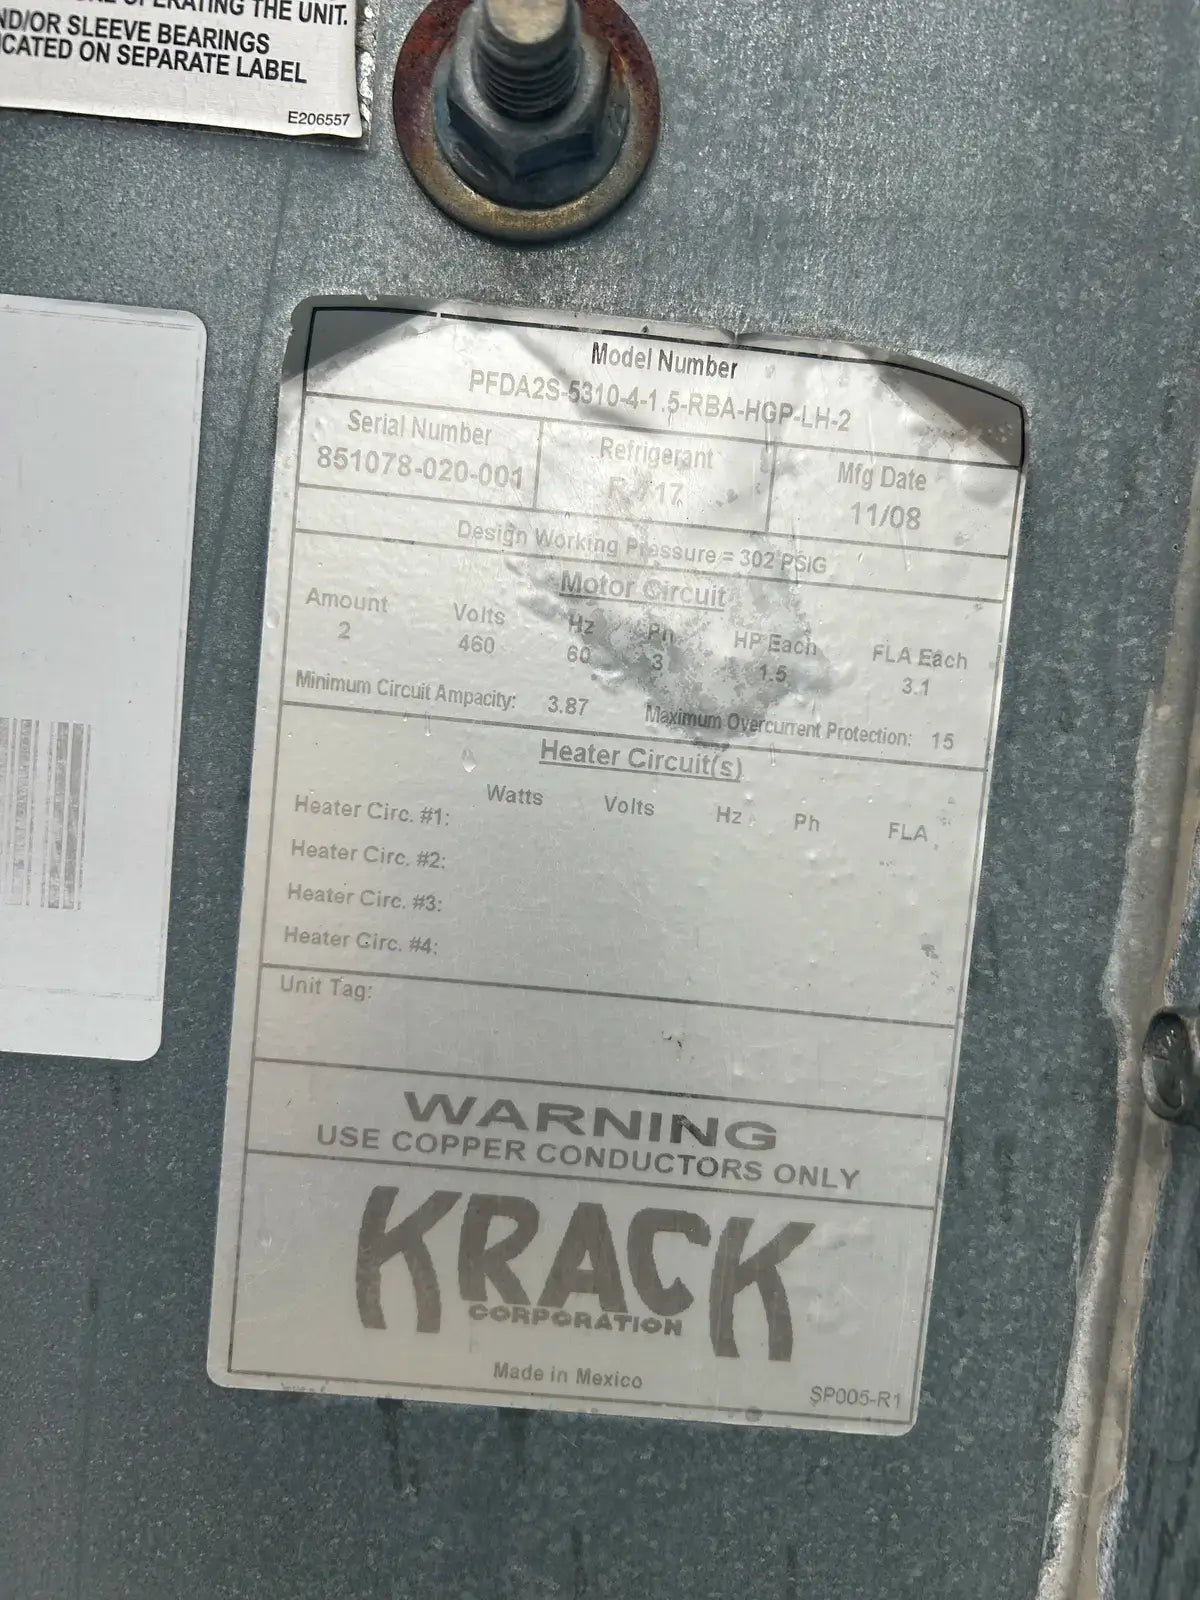 OPERATING THE UNIT.
AND/OR SLEEVE BEARINGS
LOCATED ON SEPARATE LABEL
E206557
Model Number
PFDA2S-5310-4-1.5-RBA-HGP-LH-2
Serial Number Refrigerant Mfg Date
851078-020-001 R-717 11/08
Design Working Pressure = 302 PSIG
Motor Circuit
Amount Volts Hz Ph HP Each FLA Each
2 460 60 3 1.5 3.1
Minimum Circuit Ampacity: 3.87 Maximum Overcurrent Protection: 15
Heater Circuit(s)
Watts Volts Hz Ph FLA
Heater Circ. #1:
Heater Circ. #2:
Heater Circ. #3:
Heater Circ. #4:
Unit Tag:
WARNING
USE COPPER CONDUCTORS ONLY
KRACK
CORPORATION
Made in Mexico
SP005-R1